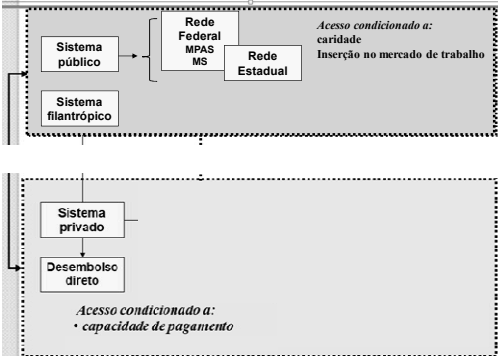 Sistema
público
Rede
Federal
MPAS
MS
Rede
Estadual
Acesso condicionado a:
caridade
Inserção no mercado de trabalho
Sistema
filantrópico
Sistema
privado
Desembolso
direto
Acesso condicionado a:
• capacidade de pagamento